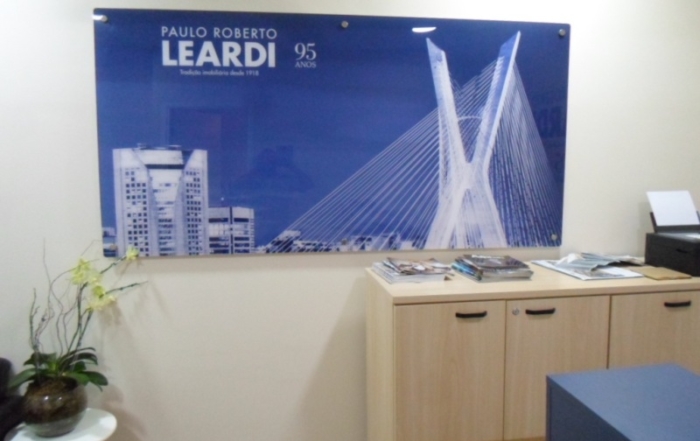 PAULO ROBERTO
LEARDI
95
ANOS
Tradição imobiliária desde 1918